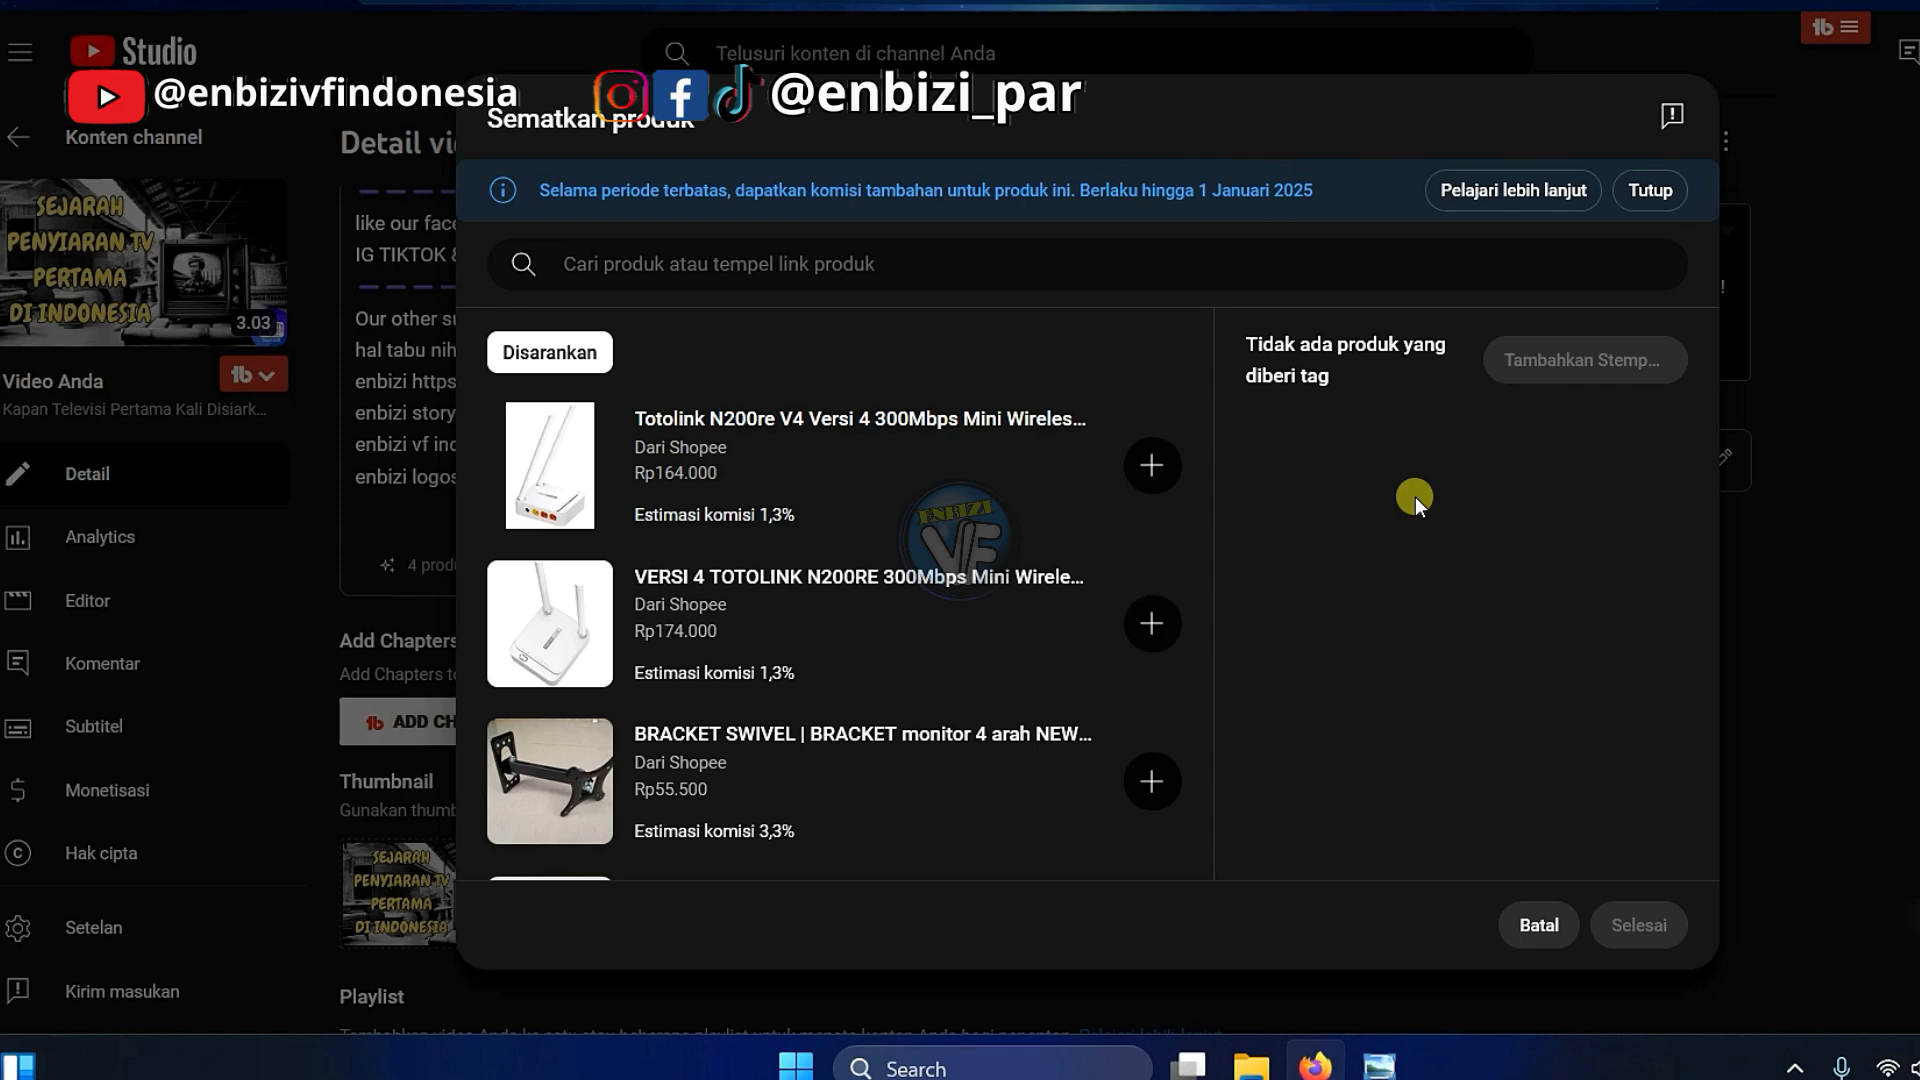 Studio
Telusuri konten di channel Anda
@enbizivfindonesia
@enbizi_par
Konten channel
Sematkan produk
Detail vi
Selama periode terbatas, dapatkan komisi tambahan untuk produk ini. Berlaku hingga 1 Januari 2025
Pelajari lebih lanjut
Tutup
SEJARAH
PENYIARAN TV
PERTAMA
DI INDONESIA
3.03
like our face
IG TIKTOK &
Cari produk atau tempel link produk
Our other su
hal tabu nih
enbizi https
enbizi story
enbizi vf ind
enbizi logos
Video Anda
Kapan Televisi Pertama Kali Disiark...
Disarankan
Tidak ada produk yang
diberi tag
Tambahkan Stemp...
Totolink N200re V4 Versi 4 300Mbps Mini Wireles...
Dari Shopee
Rp164.000
Estimasi komisi 1,3%
ENBIZI
VF
VERSI 4 TOTOLINK N200RE 300Mbps Mini Wirele...
Dari Shopee
Rp174.000
Estimasi komisi 1,3%
BRACKET SWIVEL | BRACKET monitor 4 arah NEW...
Dari Shopee
Rp55.500
Estimasi komisi 3,3%
Detail
Analytics
4 produ
Editor
Add Chapters
Komentar
Add Chapters to
Subtitel
ADD CH
Thumbnail
Monetisasi
Gunakan thumb
Hak cipta
SEJARAH
PENYIARAN TV
PERTAMA
DI INDONESIA
Setelan
Batal
Selesai
Kirim masukan
Playlist
Search